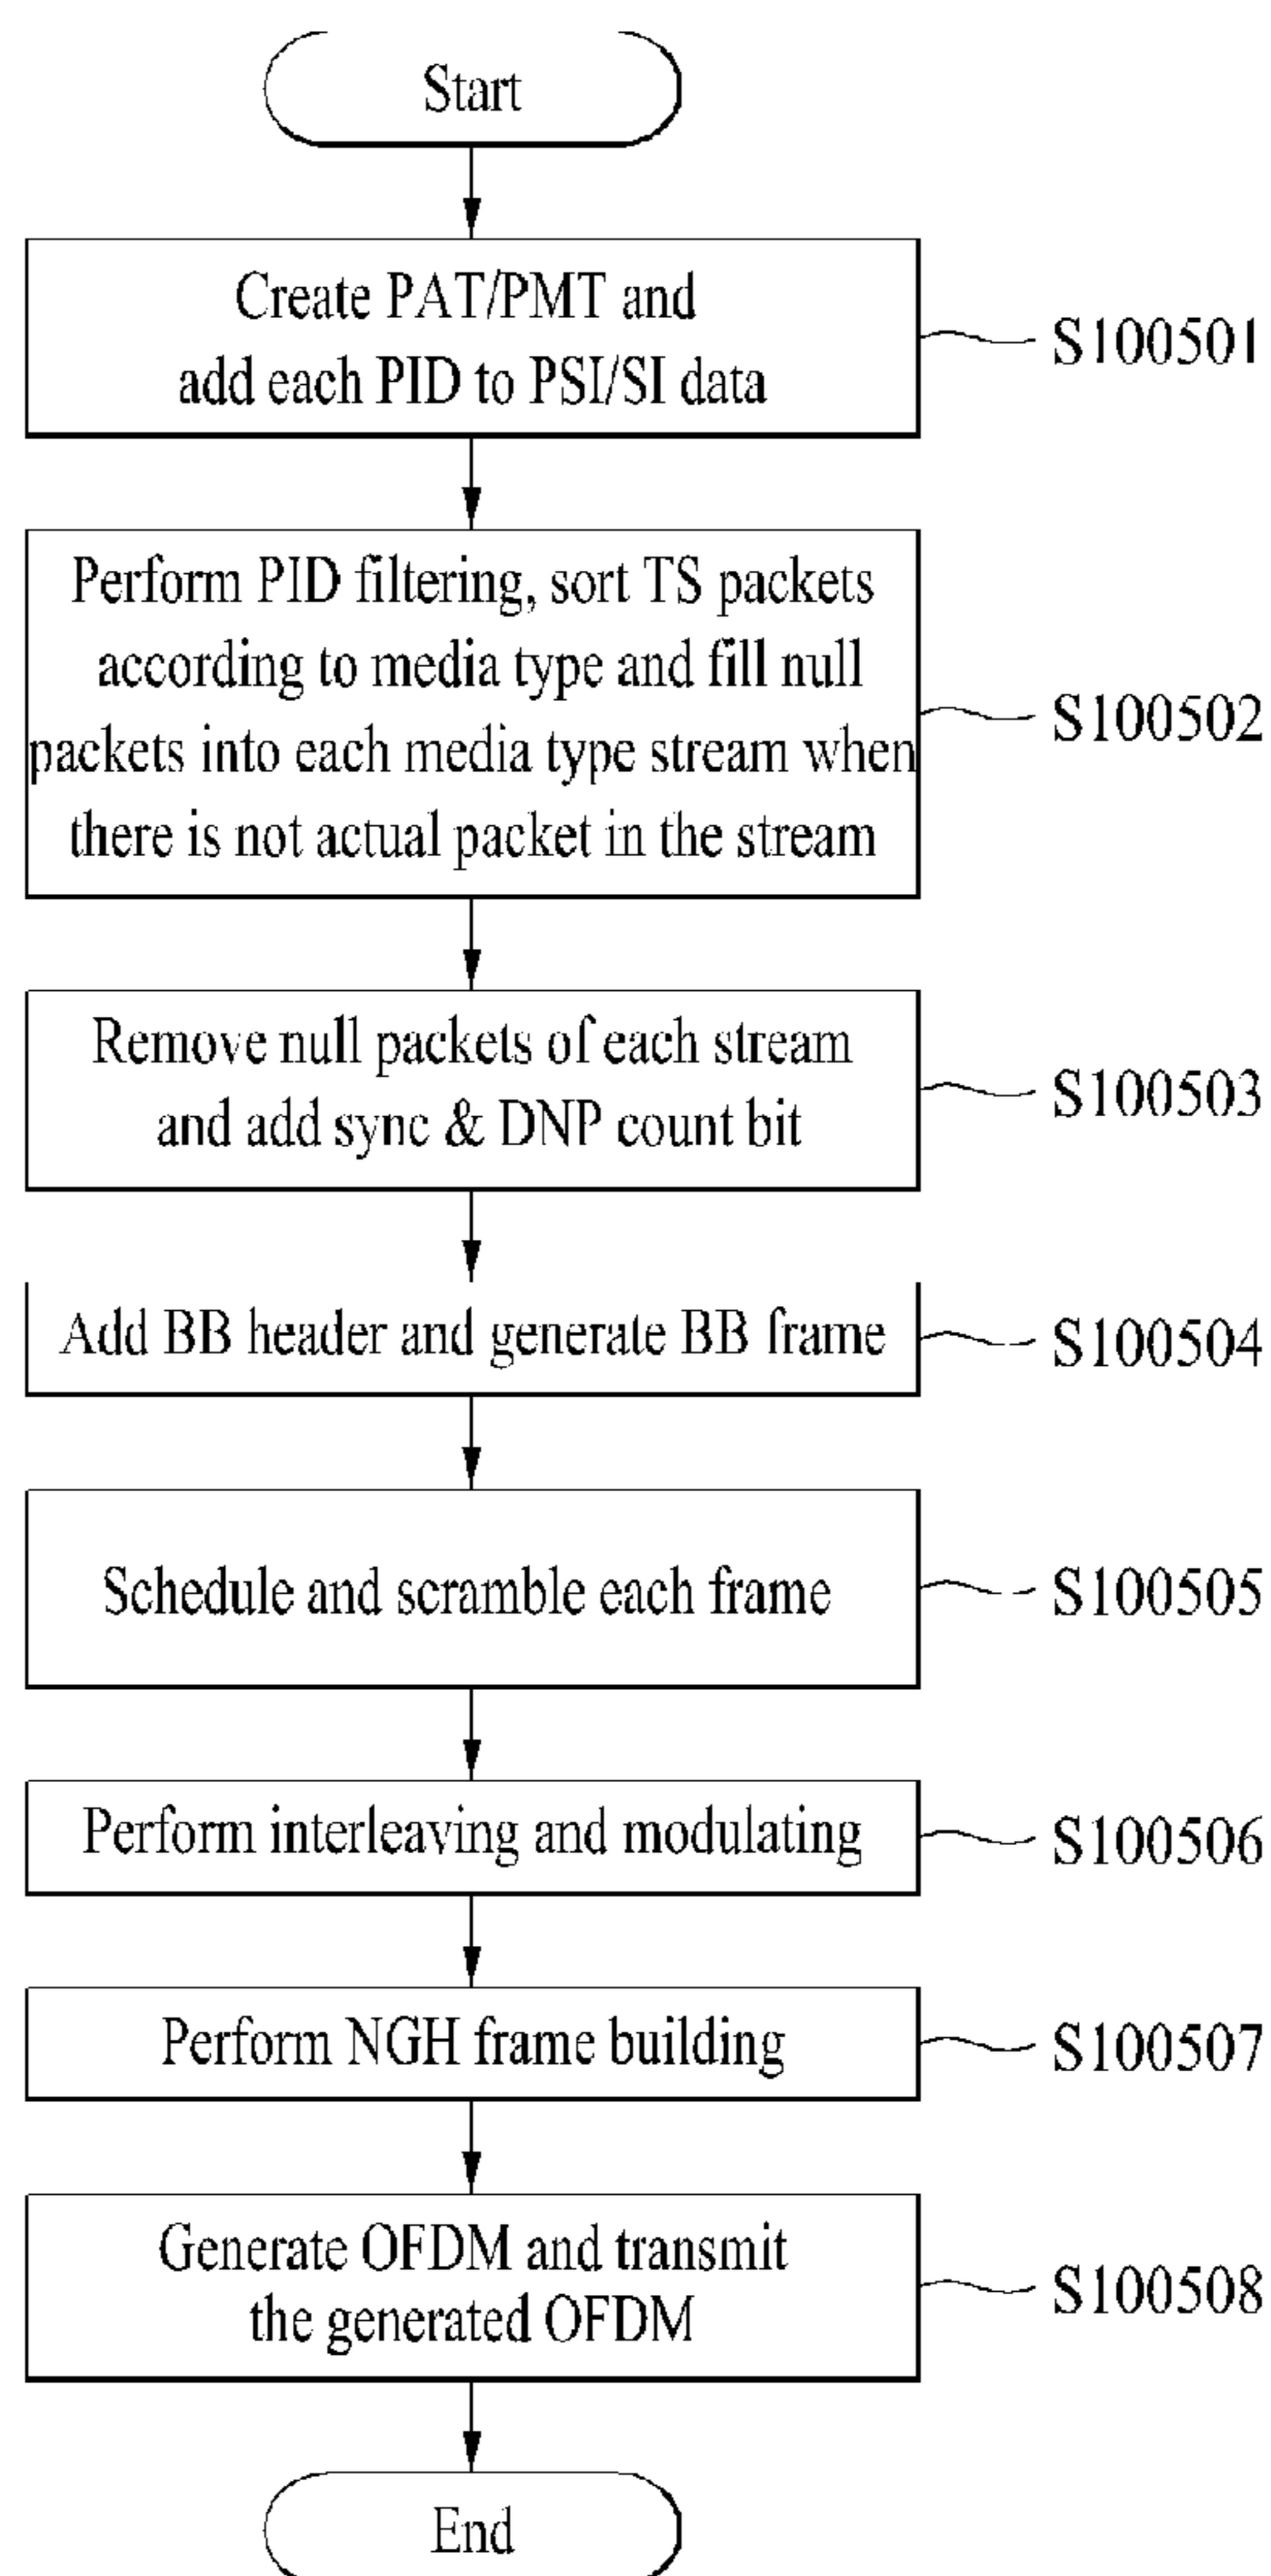 Start
Create PAT/PMT and
add each PID to PSI/SI data
S100501
Perform PID filtering, sort TS packets
according to media type and fill null
packets into each media type stream when
there is not actual packet in the stream
S100502
Remove null packets of each stream
and add sync & DNP count bit
S100503
Add BB header and generate BB frame
S100504
Schedule and scramble each frame
S100505
Perform interleaving and modulating
S100506
Perform NGH frame building
S100507
Generate OFDM and transmit
the generated OFDM
S100508
End